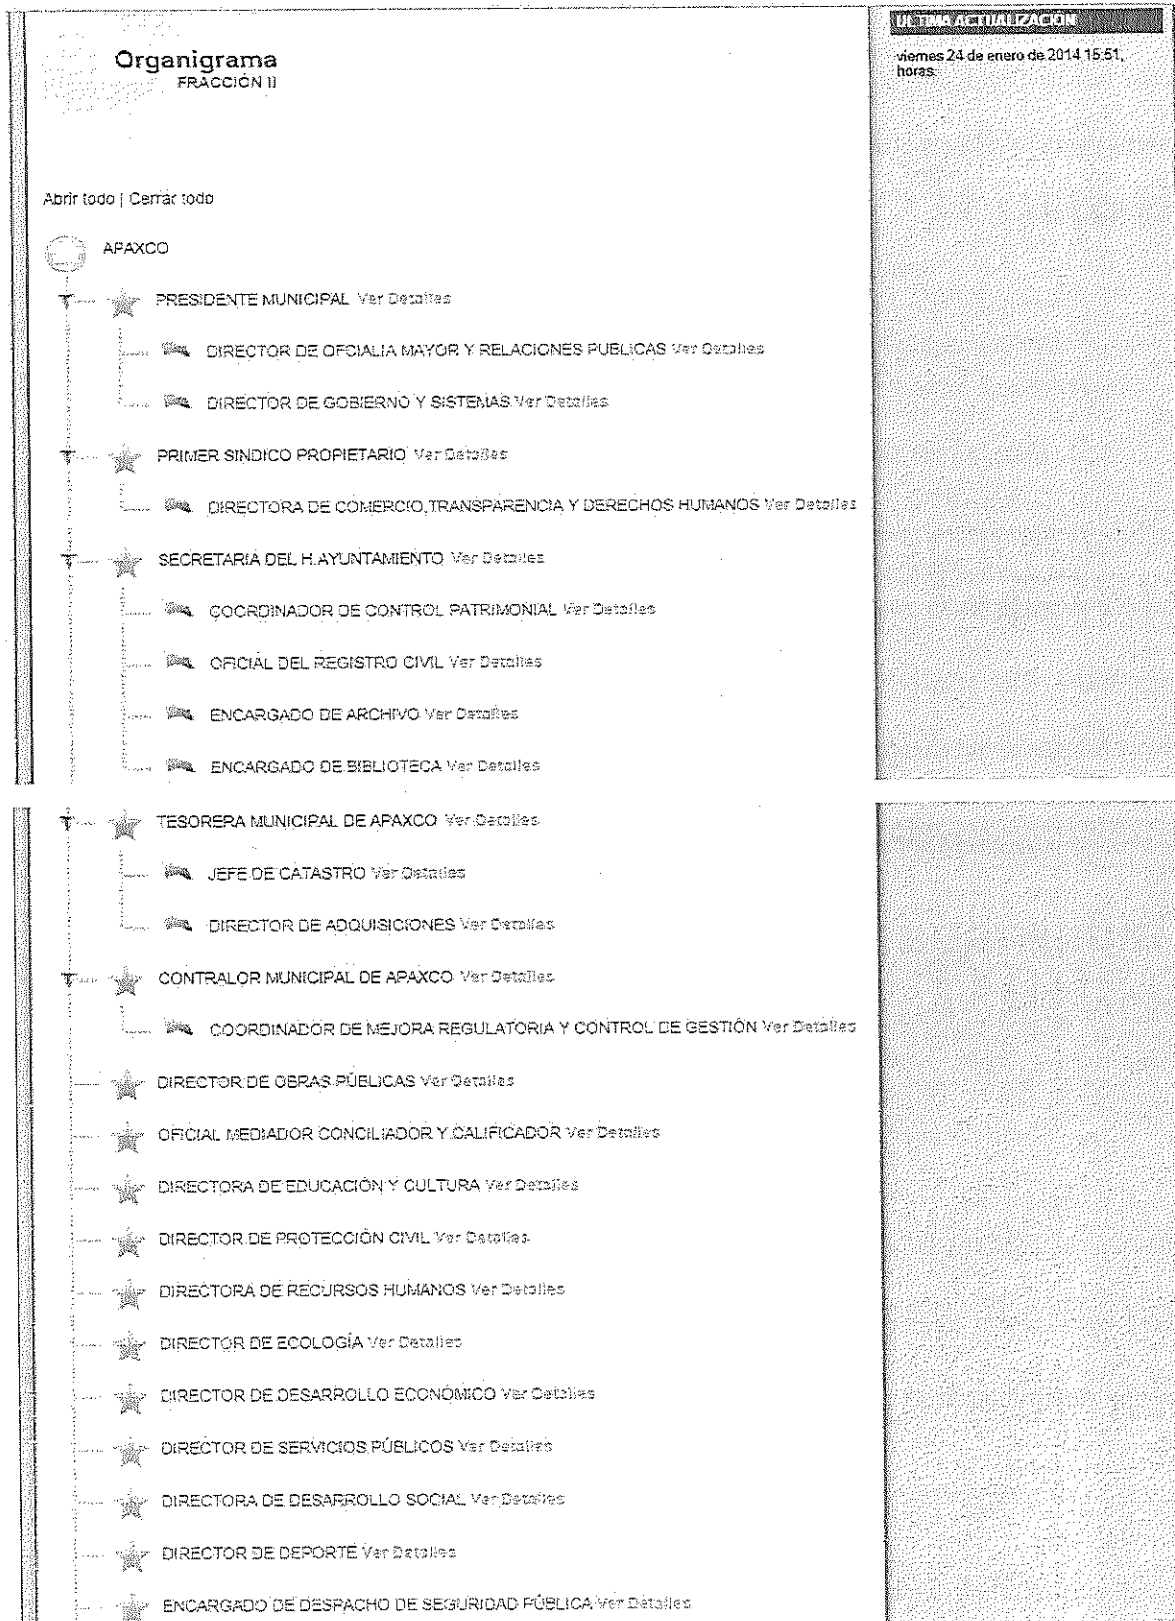 Organigrama
FRACCIÓN II
ULTIMA ACTUALIZACIÓN
viernes 24 de enero de 2014 15:51,
horas.
Abrir todo | Cerrar todo
APAXCO
PRESIDENTE MUNICIPAL Ver Detalles
DIRECTOR DE OFCIALIA MAYOR Y RELACIONES PUBLICAS Ver Detalles
DIRECTOR DE GOBIERNO Y SISTEMAS Ver Detalles
PRIMER SINDICO PROPIETARIO Ver Detalles
DIRECTORA DE COMERCIO,TRANSPARENCIA Y DERECHOS HUMANOS Ver Detalles
SECRETARIA DEL H.AYUNTAMIENTO Ver Detalles
COORDINADOR DE CONTROL PATRIMONIAL Ver Detalles
OFICIAL DEL REGISTRO CIVIL Ver Detalles
ENCARGADO DE ARCHIVO Ver Detalles
ENCARGADO DE BIBLIOTECA Ver Detalles
TESORERA MUNICIPAL DE APAXCO Ver Detalles
JEFE DE CATASTRO Ver Detalles
DIRECTOR DE ADQUISICIONES Ver Detalles
CONTRALOR MUNICIPAL DE APAXCO Ver Detalles
COORDINADOR DE MEJORA REGULATORIA Y CONTROL DE GESTIÓN Ver Detalles
DIRECTOR DE OBRAS PÚBLICAS Ver Detalles
OFICIAL MEDIADOR CONCILIADOR Y CALIFICADOR Ver Detalles
DIRECTORA DE EDUCACIÓN Y CULTURA Ver Detalles
DIRECTOR DE PROTECCIÓN CIVIL Ver Detalles
DIRECTORA DE RECURSOS HUMANOS Ver Detalles
DIRECTOR DE ECOLOGÍA Ver Detalles
DIRECTOR DE DESARROLLO ECONÓMICO Ver Detalles
DIRECTOR DE SERVICIOS PÚBLICOS Ver Detalles
DIRECTORA DE DESARROLLO SOCIAL Ver Detalles
DIRECTOR DE DEPORTE Ver Detalles
ENCARGADO DE DESPACHO DE SEGURIDAD PÚBLICA Ver Detalles